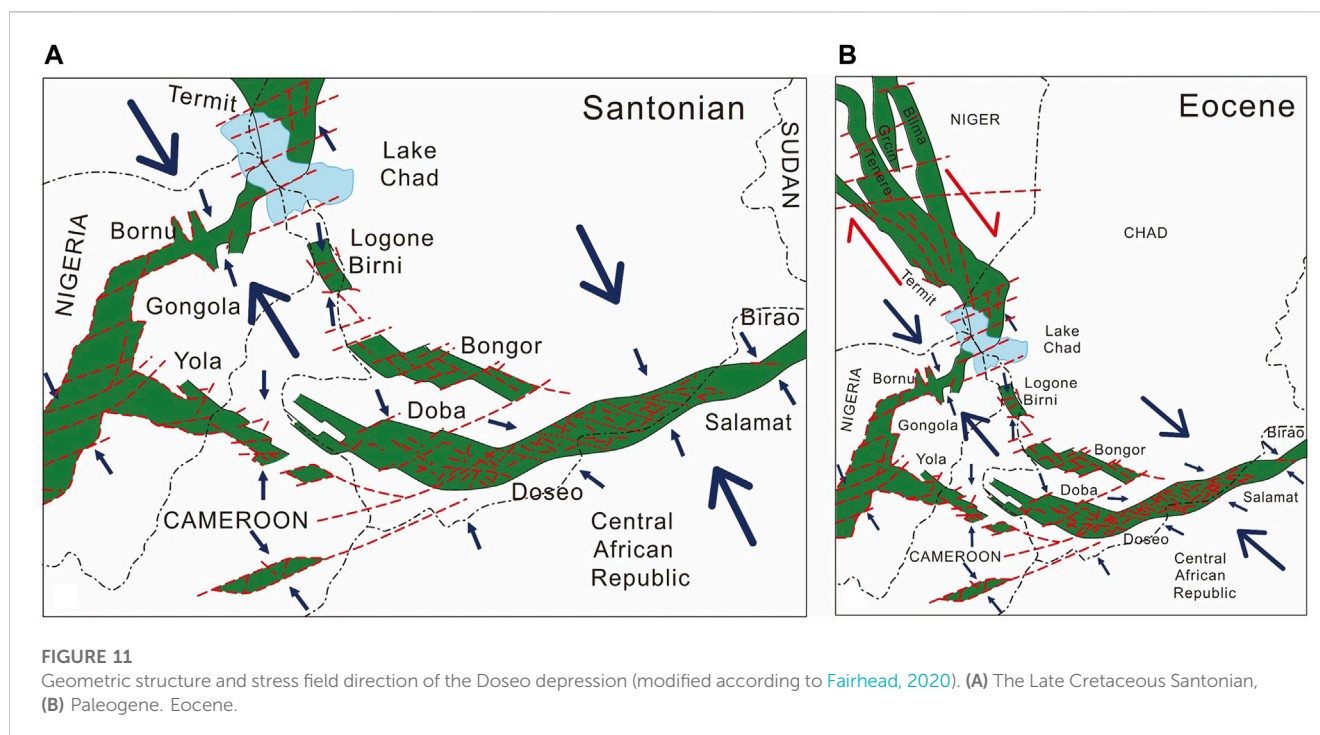 A
Santonian
Termit
Lake
Chad
SUDAN
NIGERIA
Bornu
Logone
Birni
Gongola
Birao
Yola
Bongor
Doba
Salamat
Doseo
CAMEROON
Central
African
Republic
B
Eocene
NIGER
Bilma
Grcin
Tenere
CHAD
Termit
Lake
Chad
NIGERIA
Bornu
Logone
Birni
Gongola
Birao
Yola
Bongor
Doba
Salamat
Doseo
CAMEROON
Central
African
Republic
FIGURE 11
Geometric structure and stress field direction of the Doseo depression (modified according to Fairhead, 2020). (A) The Late Cretaceous Santonian,
(B) Paleogene. Eocene.